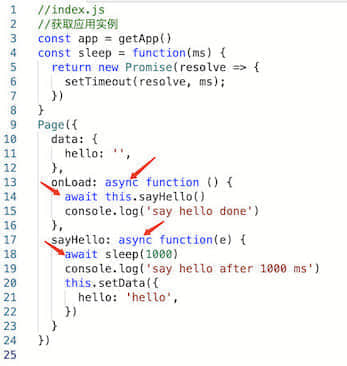 1 //index.js
2 //获取应用实例
3 const app = getApp()
4 const sleep = function(ms) {
5   return new Promise(resolve => {
6     setTimeout(resolve, ms);
7   })
8 }
9 Page({
10   data: {
11     hello: '',
12   },
13   onLoad: async function () {
14     await this.sayHello()
15     console.log('say hello done')
16   },
17   sayHello: async function(e) {
18     await sleep(1000)
19     console.log('say hello after 1000 ms')
20     this.setData({
21       hello: 'hello',
22     })
23   }
24 })
25